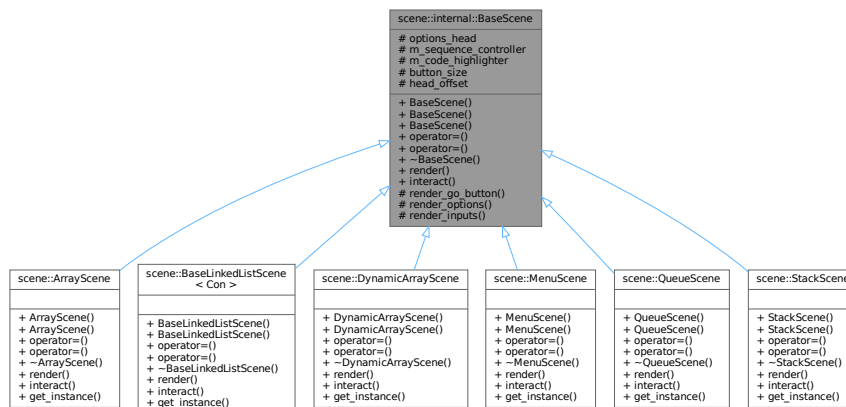 scene::internal::BaseScene
# options_head
# m_sequence_controller
# m_code_highlighter
# button_size
# head_offset
+ BaseScene()
+ BaseScene()
+ BaseScene()
+ operator=()
+ operator=()
+ ~BaseScene()
+ render()
+ interact()
# render_go_button()
# render_options()
# render_inputs()
scene::ArrayScene
+ ArrayScene()
+ ArrayScene()
+ operator=()
+ operator=()
+ ~ArrayScene()
+ render()
+ interact()
+ get_instance()
scene::BaseLinkedListScene
< Con >
+ BaseLinkedListScene()
+ BaseLinkedListScene()
+ operator=()
+ operator=()
+ ~BaseLinkedListScene()
+ render()
+ interact()
+ get_instance()
scene::DynamicArrayScene
+ DynamicArrayScene()
+ DynamicArrayScene()
+ operator=()
+ operator=()
+ ~DynamicArrayScene()
+ render()
+ interact()
+ get_instance()
scene::MenuScene
+ MenuScene()
+ MenuScene()
+ operator=()
+ operator=()
+ ~MenuScene()
+ render()
+ interact()
+ get_instance()
scene::QueueScene
+ QueueScene()
+ QueueScene()
+ operator=()
+ operator=()
+ ~QueueScene()
+ render()
+ interact()
+ get_instance()
scene::StackScene
+ StackScene()
+ StackScene()
+ operator=()
+ operator=()
+ ~StackScene()
+ render()
+ interact()
+ get_instance()